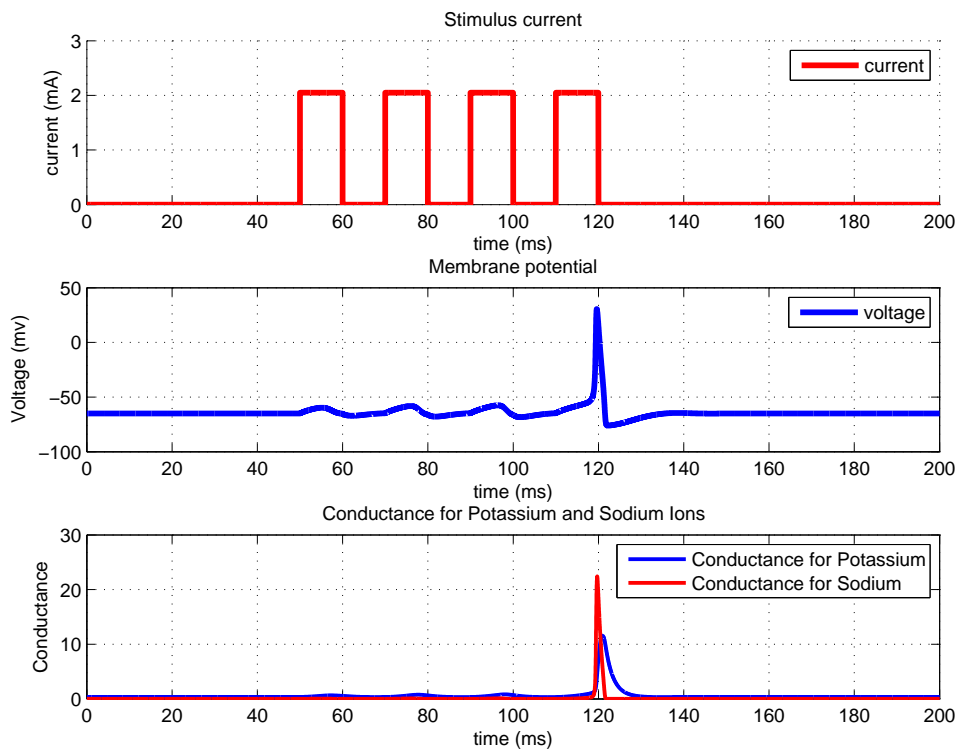 Stimulus current
3
2
1
0
current (mA)
current
0 20 40 60 80 100 120 140 160 180 200
time (ms)
Membrane potential
50
0
−50
−100
Voltage (mv)
voltage
0 20 40 60 80 100 120 140 160 180 200
time (ms)
Conductance for Potassium and Sodium Ions
30
20
10
0
Conductance
Conductance for Potassium
Conductance for Sodium
0 20 40 60 80 100 120 140 160 180 200
time (ms)